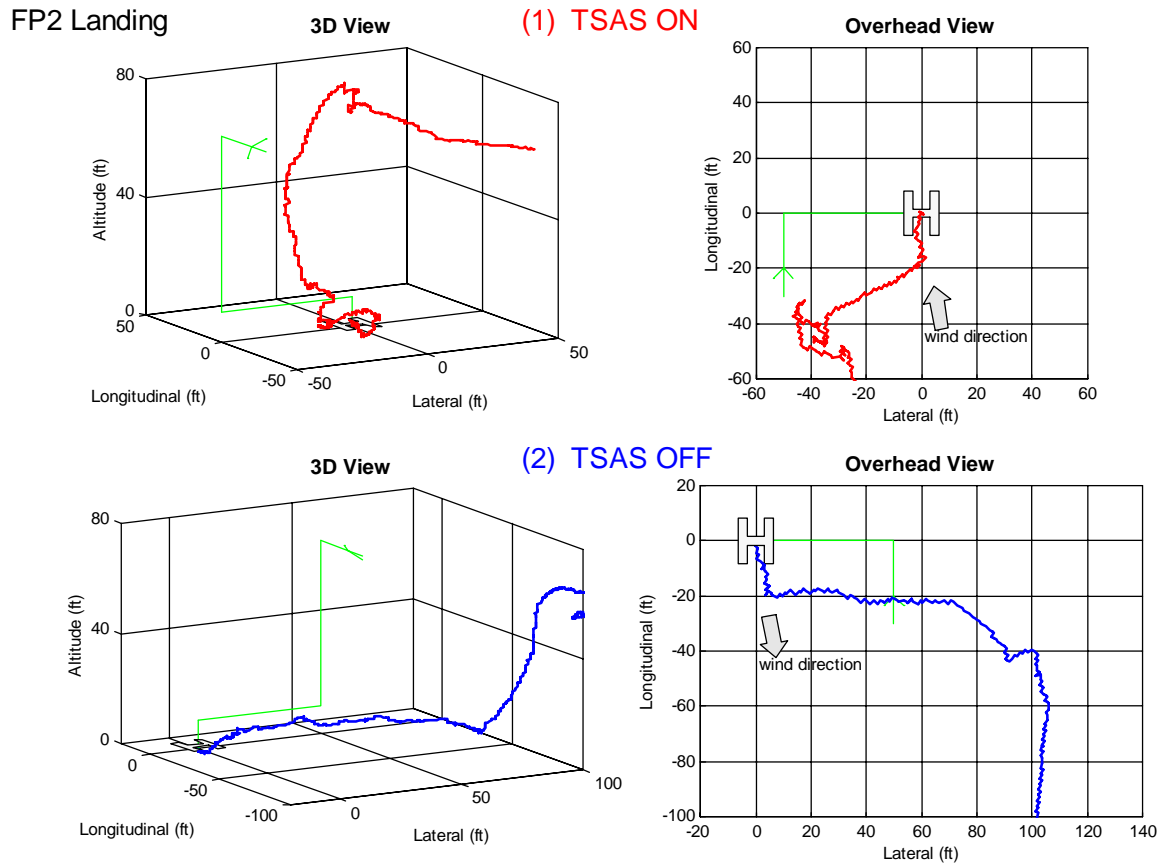 FP2 Landing
(1) TSAS ON
3D View
Overhead View
80
40
0
Altitude (ft)
50
0
-50
Longitudinal (ft)
-50
0
50
Lateral (ft)
60
40
20
0
-20
-40
-60
Longitudinal (ft)
H
wind direction
-60 -40 -20 0 20 40 60
Lateral (ft)
(2) TSAS OFF
3D View
Overhead View
80
40
0
Altitude (ft)
0
-50
-100
Longitudinal (ft)
0
50
100
Lateral (ft)
20
0
-20
-40
-60
-80
-100
Longitudinal (ft)
H
wind direction
-20 0 20 40 60 80 100 120 140
Lateral (ft)